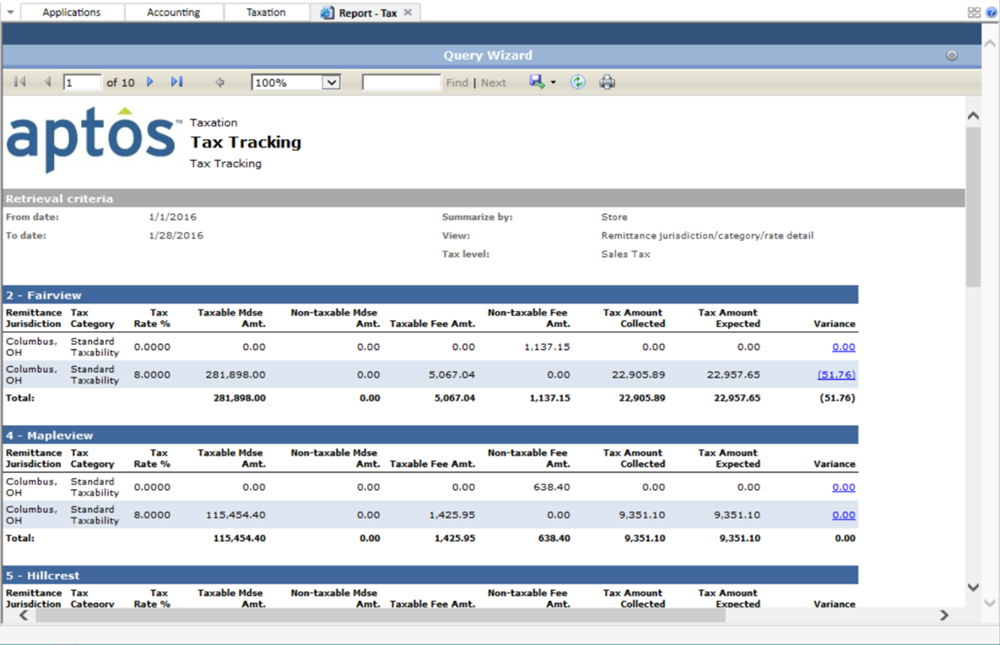 Applications Accounting Taxation Report - Tax
Query Wizard
1 of 10 100% Find | Next
aptos™
Taxation
Tax Tracking
Tax Tracking
Retrieval criteria
From date: 1/1/2016 Summarize by: Store
To date: 1/28/2016 View: Remittance jurisdiction/category/rate detail
Tax level: Sales Tax
2 - Fairview
Remittance Tax Tax Taxable Mdse Non-taxable Mdse Non-taxable Fee Tax Amount Tax Amount
Jurisdiction Category Rate % Amt. Amt. Taxable Fee Amt. Amt. Collected Expected Variance
Columbus, Standard
OH Taxability 0.0000 0.00 0.00 0.00 1,137.15 0.00 0.00 0.00
Columbus, Standard
OH Taxability 8.0000 281,898.00 0.00 5,067.04 0.00 22,905.89 22,957.65 (51.76)
Total: 281,898.00 0.00 5,067.04 1,137.15 22,905.89 22,957.65 (51.76)
4 - Mapleview
Remittance Tax Tax Taxable Mdse Non-taxable Mdse Non-taxable Fee Tax Amount Tax Amount
Jurisdiction Category Rate % Amt. Amt. Taxable Fee Amt. Amt. Collected Expected Variance
Columbus, Standard
OH Taxability 0.0000 0.00 0.00 0.00 638.40 0.00 0.00 0.00
Columbus, Standard
OH Taxability 8.0000 115,454.40 0.00 1,425.95 0.00 9,351.10 9,351.10 0.00
Total: 115,454.40 0.00 1,425.95 638.40 9,351.10 9,351.10 0.00
5 - Hillcrest
Remittance Tax Tax Taxable Mdse Non-taxable Mdse Non-taxable Fee Tax Amount Tax Amount
Jurisdiction Category Rate % Amt. Amt. Taxable Fee Amt. Amt. Collected Expected Variance